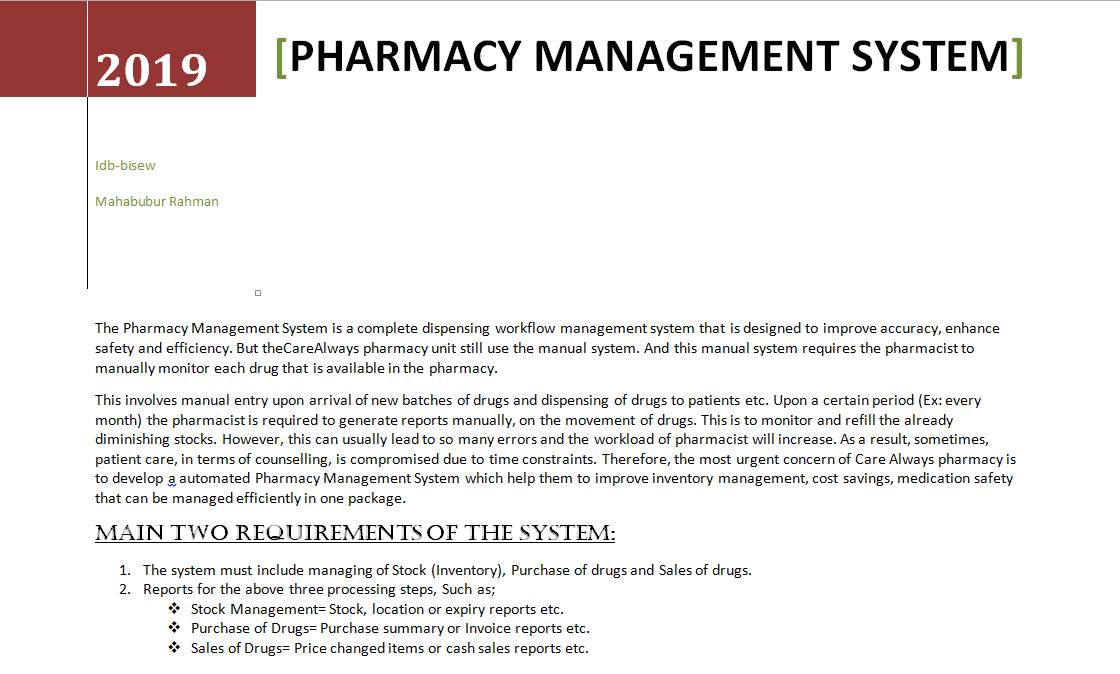 2019
[PHARMACY MANAGEMENT SYSTEM]
Idb-bisew
Mahabubur Rahman
The Pharmacy Management System is a complete dispensing workflow management system that is designed to improve accuracy, enhance
safety and efficiency. But theCareAlways pharmacy unit still use the manual system. And this manual system requires the pharmacist to
manually monitor each drug that is available in the pharmacy.
This involves manual entry upon arrival of new batches of drugs and dispensing of drugs to patients etc. Upon a certain period (Ex: every
month) the pharmacist is required to generate reports manually, on the movement of drugs. This is to monitor and refill the already
diminishing stocks. However, this can usually lead to so many errors and the workload of pharmacist will increase. As a result, sometimes,
patient care, in terms of counselling, is compromised due to time constraints. Therefore, the most urgent concern of Care Always pharmacy is
to develop a automated Pharmacy Management System which help them to improve inventory management, cost savings, medication safety
that can be managed efficiently in one package.
MAIN TWO REQUIREMENTS OF THE SYSTEM:
1. The system must include managing of Stock (Inventory), Purchase of drugs and Sales of drugs.
2. Reports for the above three processing steps, Such as;
❖ Stock Management= Stock, location or expiry reports etc.
❖ Purchase of Drugs= Purchase summary or Invoice reports etc.
❖ Sales of Drugs= Price changed items or cash sales reports etc.